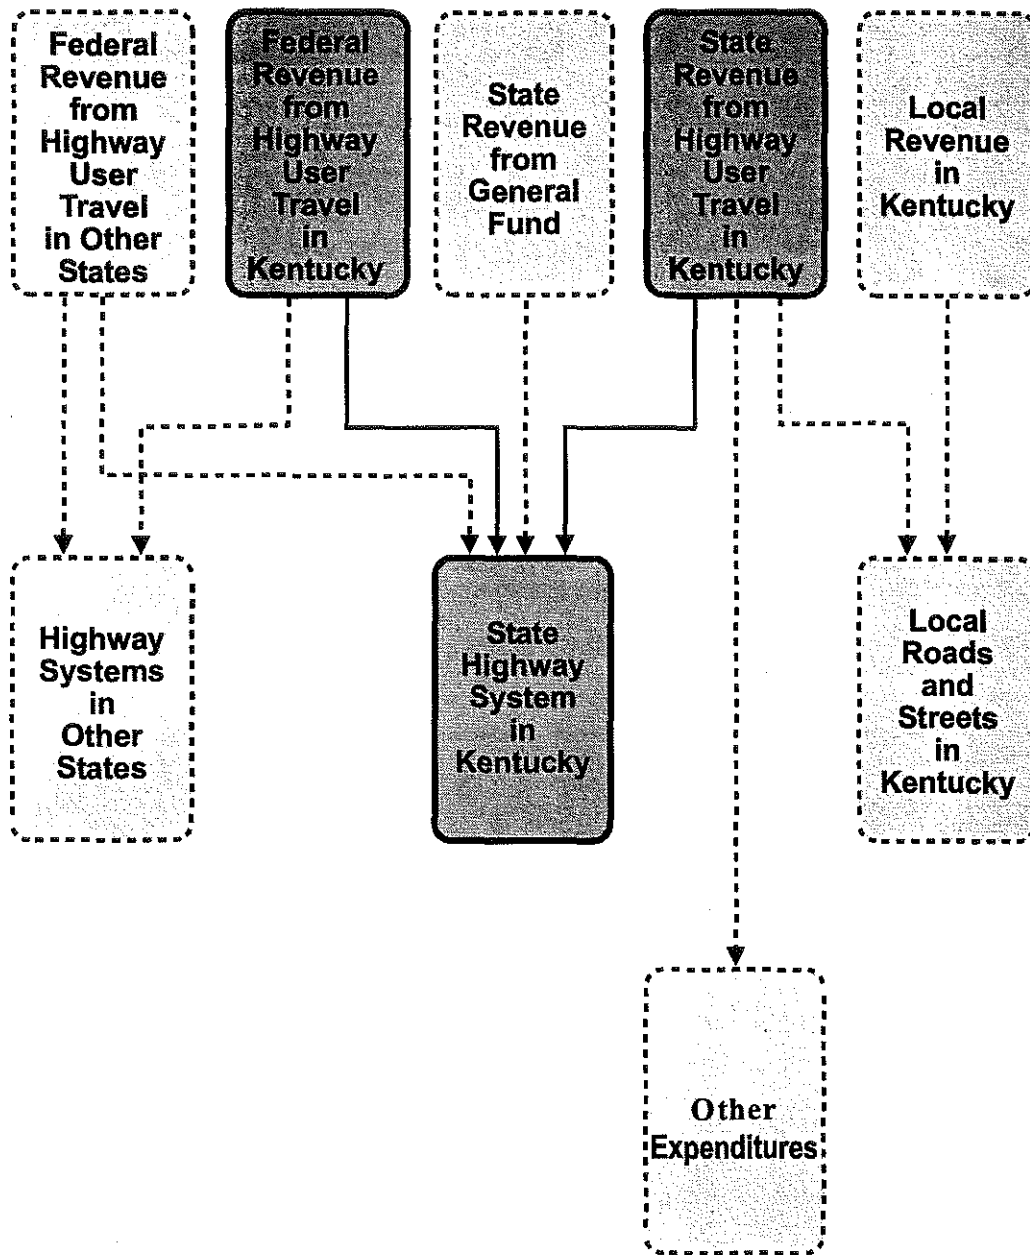 Federal
Revenue
from
Highway
User
Travel
in Other
States
Federal
Revenue
from
Highway
User
Travel
in
Kentucky
State
Revenue
from
General
Fund
State
Revenue
from
Highway
User
Travel
in
Kentucky
Local
Revenue
in
Kentucky
Highway
Systems
in
Other
States
State
Highway
System
in
Kentucky
Local
Roads
and
Streets
in
Kentucky
Other
Expenditures